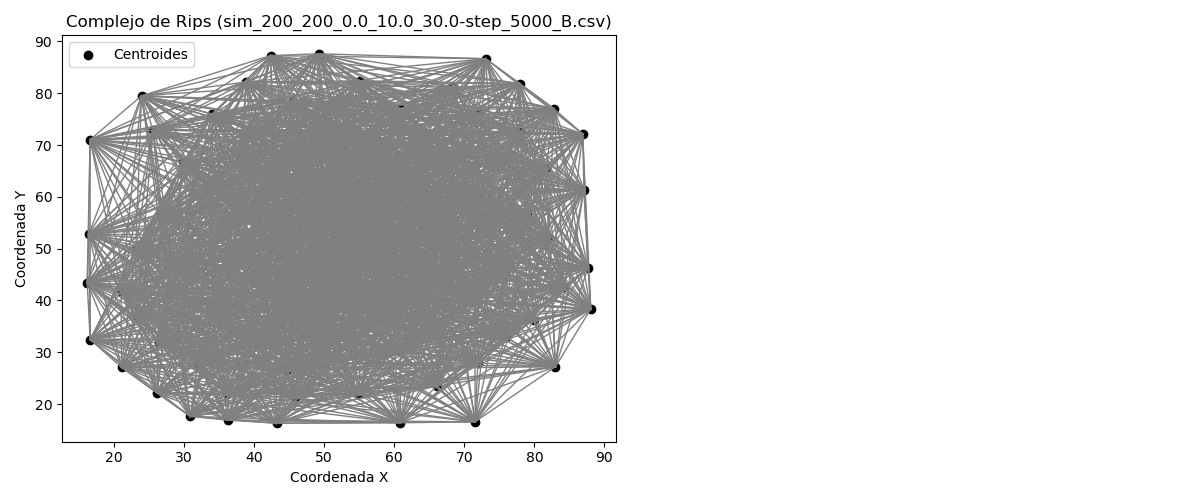 Complejo de Rips (sim_200_200_0.0_10.0_30.0-step_5000_B.csv)
Centroides
90
80
70
60
50
40
30
20
Coordenada Y
20 30 40 50 60 70 80 90
Coordenada X